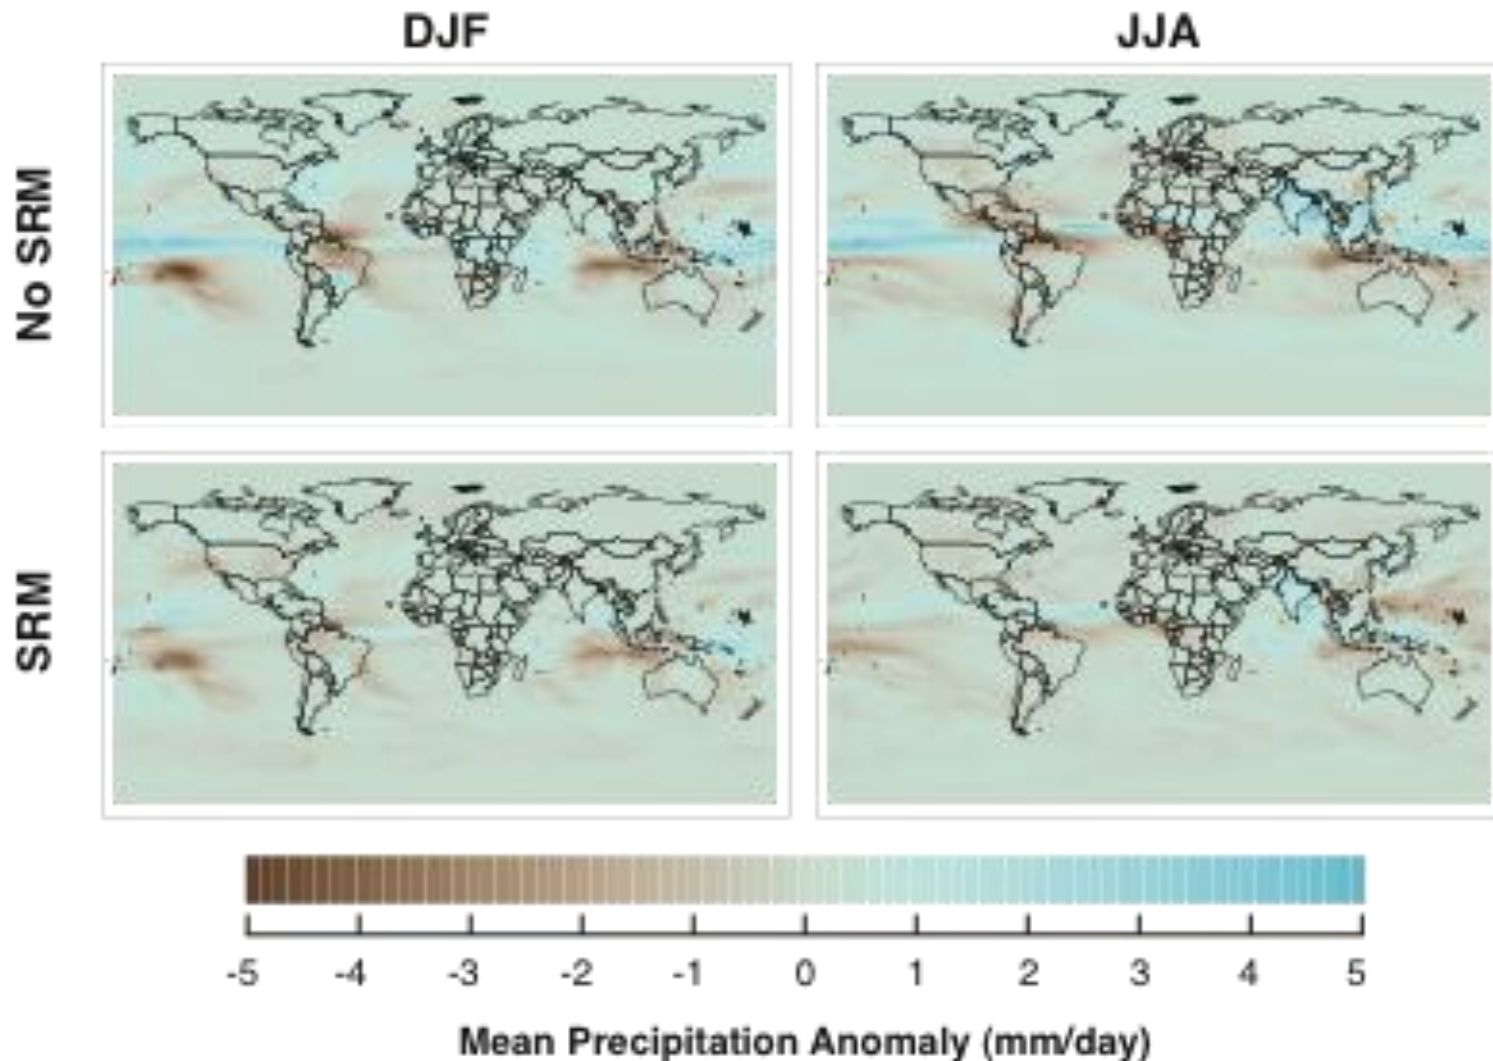 DJF
JJA
No SRM
SRM
-5 -4 -3 -2 -1 0 1 2 3 4 5
Mean Precipitation Anomaly (mm/day)